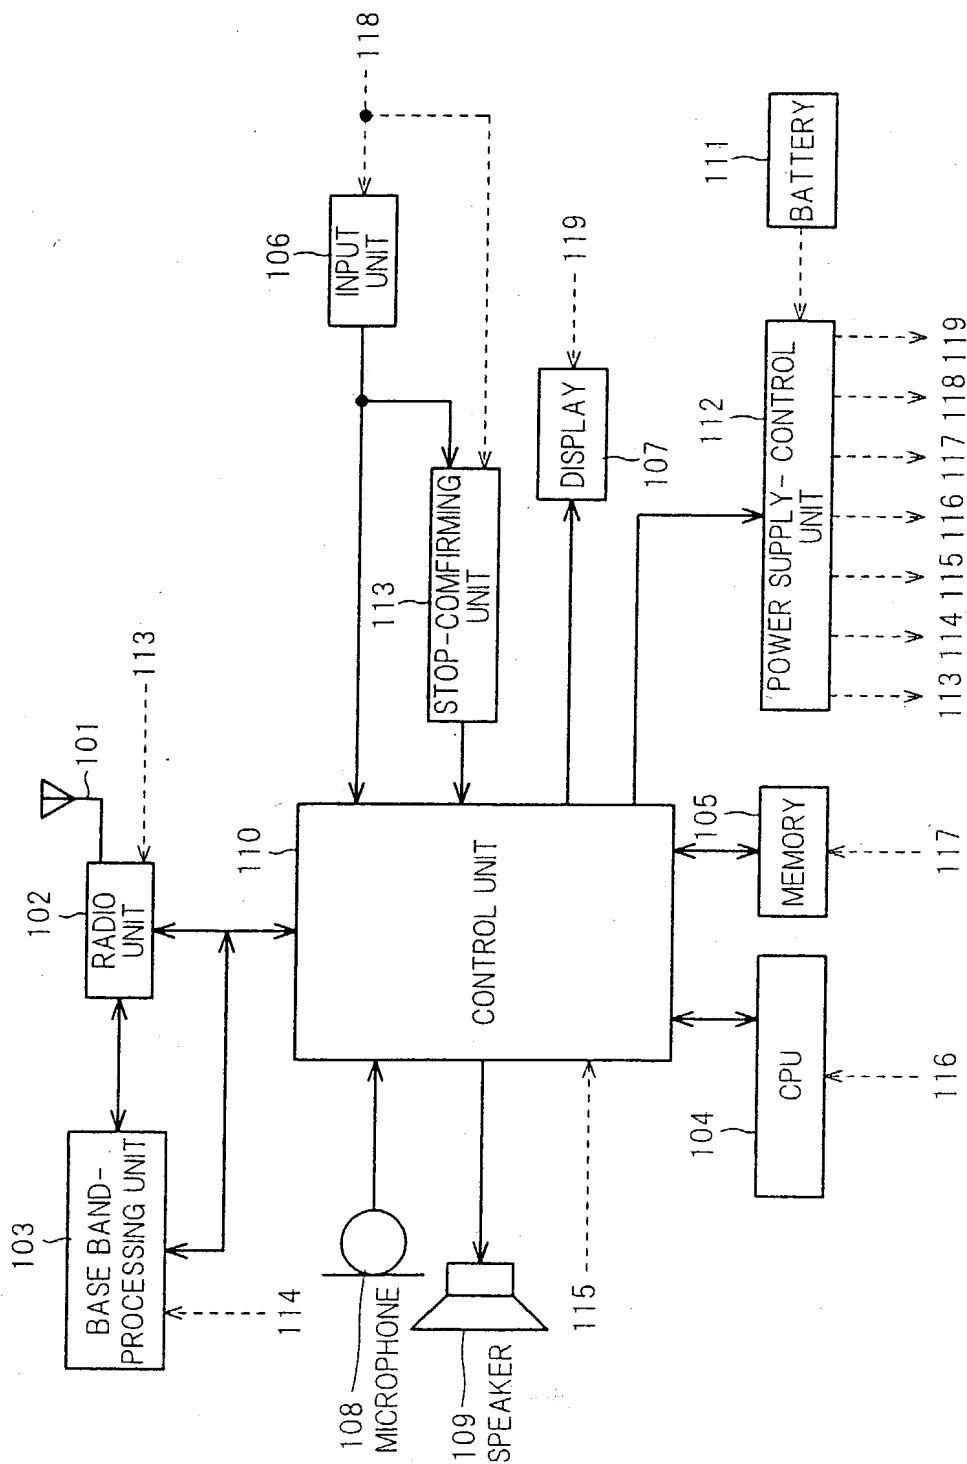 101
102
RADIO
UNIT
113
103
BASE BAND-
PROCESSING UNIT
114
118
106
INPUT
UNIT
113
STOP-COMFIRMING
UNIT
110
CONTROL UNIT
108
MICROPHONE
109
SPEAKER
115
119
DISPLAY
107
104
CPU
116
105
MEMORY
117
111
BATTERY
112
POWER SUPPLY-CONTROL
UNIT
113 114 115 116 117 118 119